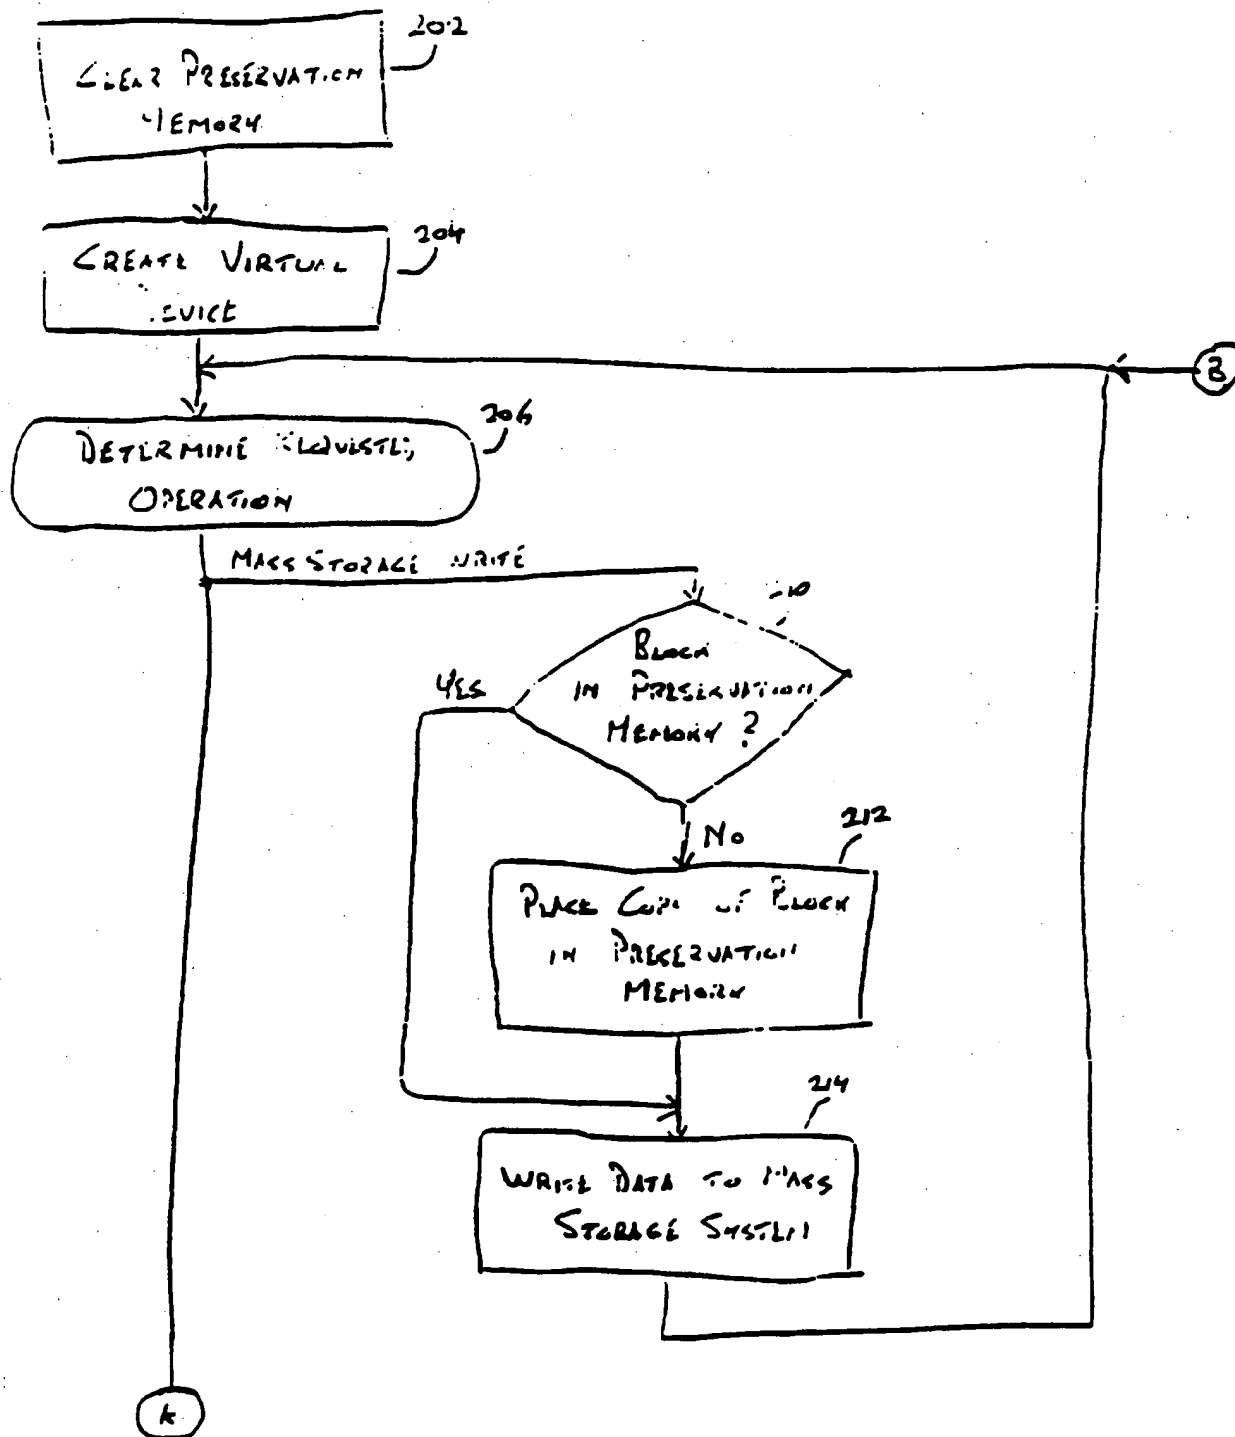 202
CLEAR PRESERVATION
MEMORY
204
CREATE VIRTUAL
DEVICE
B
206
DETERMINE REQUESTED
OPERATION
MASS STORAGE WRITE
BLOCK
IN PRESERVATION
MEMORY ?
YES
NO
212
PLACE COPY OF BLOCK
IN PRESERVATION
MEMORY
214
WRITE DATA TO MASS
STORAGE SYSTEM